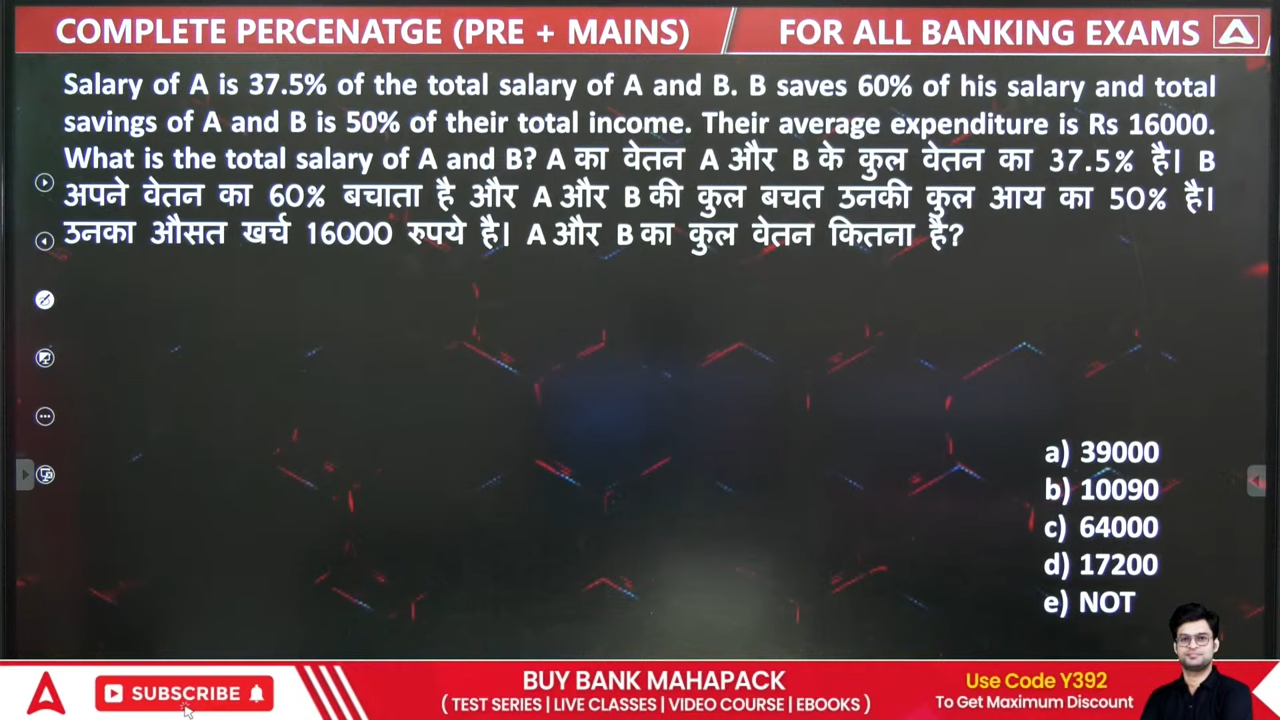 COMPLETE PERCENATGE (PRE + MAINS)
FOR ALL BANKING EXAMS
Salary of A is 37.5% of the total salary of A and B. B saves 60% of his salary and total
savings of A and B is 50% of their total income. Their average expenditure is Rs 16000.
What is the total salary of A and B? A का वेतन A और B के कुल वेतन का 37.5% है। B
अपने वेतन का 60% बचाता है और A और B की कुल बचत उनकी कुल आय का 50% है।
उनका औसत खर्च 16000 रुपये है। A और B का कुल वेतन कितना है?
a) 39000
b) 10090
c) 64000
d) 17200
e) NOT
SUBSCRIBE
BUY BANK MAHAPACK
( TEST SERIES | LIVE CLASSES | VIDEO COURSE | EBOOKS )
Use Code Y392
To Get Maximum Discount